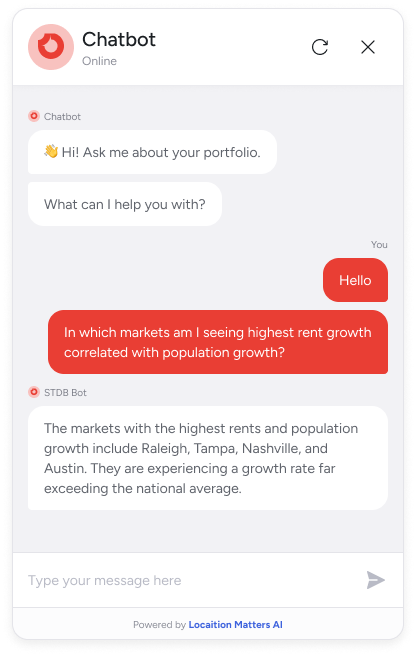 Chatbot
Online
Chatbot
👋 Hi! Ask me about your portfolio.
What can I help you with?
You
Hello
In which markets am I seeing highest rent growth
correlated with population growth?
STDB Bot
The markets with the highest rents and population
growth include Raleigh, Tampa, Nashville, and
Austin. They are experiencing a growth rate far
exceeding the national average.
Type your message here
Powered by Locaition Matters AI